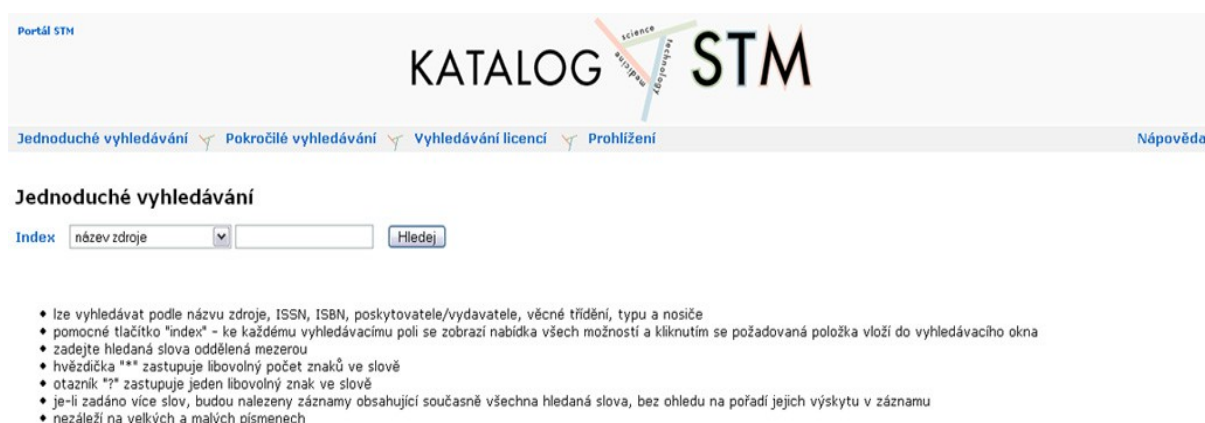 Portál STM
KATALOG science technology medicine STM
Jednoduché vyhledávání Pokročilé vyhledávání Vyhledávání licencí Prohlížení Nápověda
Jednoduché vyhledávání
Index název zdroje Hledej
♦ lze vyhledávat podle názvu zdroje, ISSN, ISBN, poskytovatele/vydavatele, věcné třídění, typu a nosiče
♦ pomocné tlačítko "index" - ke každému vyhledávacímu poli se zobrazí nabídka všech možností a kliknutím se požadovaná položka vloží do vyhledávacího okna
♦ zadejte hledaná slova oddělená mezerou
♦ hvězdička "*" zastupuje libovolný počet znaků ve slově
♦ otazník "?" zastupuje jeden libovolný znak ve slově
♦ je-li zadáno více slov, budou nalezeny záznamy obsahující současně všechna hledaná slova, bez ohledu na pořadí jejich výskytu v záznamu
♦ nezáleží na velkých a malých písmenech